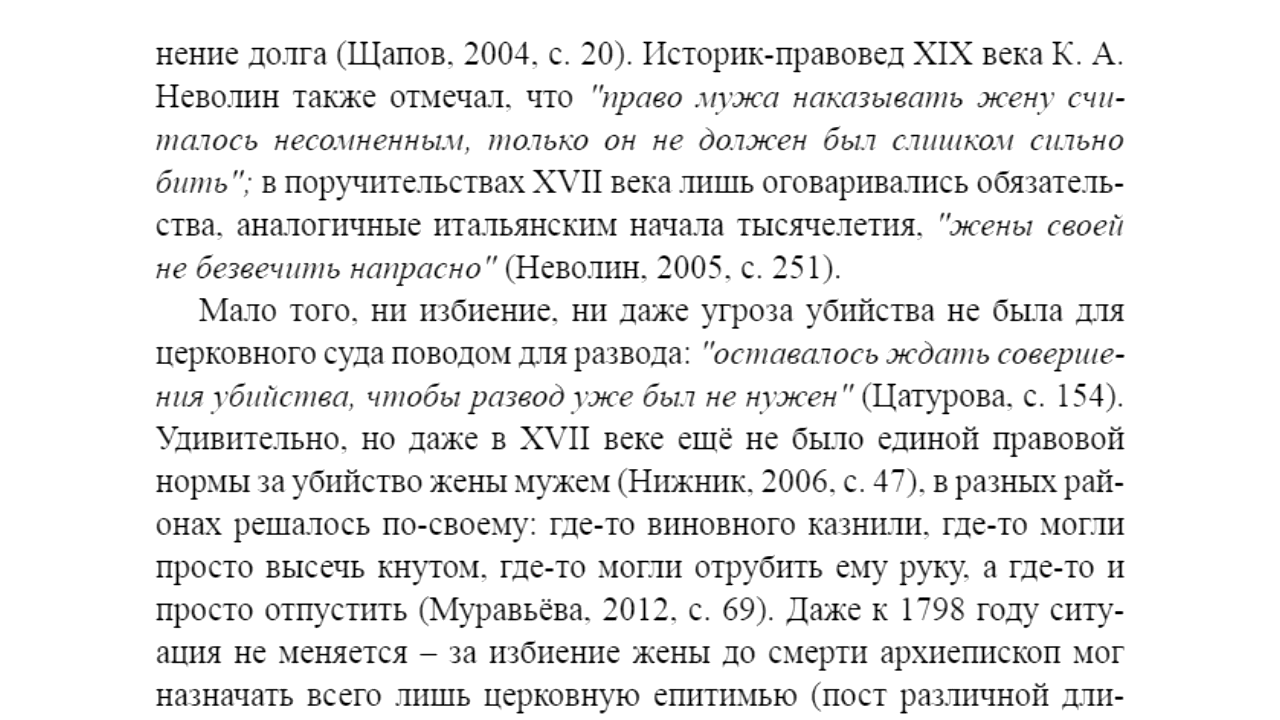 нение долга (Щапов, 2004, с. 20). Историк-правовед XIX века К. А.
Неволин также отмечал, что "право мужа наказывать жену счи-
талось несомненным, только он не должен был слишком сильно
бить"; в поручительствах XVII века лишь оговаривались обязатель-
ства, аналогичные итальянским начала тысячелетия, "жены своей
не безвечить напрасно" (Неволин, 2005, с. 251).
Мало того, ни избиение, ни даже угроза убийства не была для
церковного суда поводом для развода: "оставалось ждать соверше-
ния убийства, чтобы развод уже был не нужен" (Цатурова, с. 154).
Удивительно, но даже в XVII веке ещё не было единой правовой
нормы за убийство жены мужем (Нижник, 2006, с. 47), в разных рай-
онах решалось по-своему: где-то виновного казнили, где-то могли
просто высечь кнутом, где-то могли отрубить ему руку, а где-то и
просто отпустить (Муравьёва, 2012, с. 69). Даже к 1798 году ситу-
ация не меняется – за избиение жены до смерти архиепископ мог
назначать всего лишь церковную епитимью (пост различной дли-